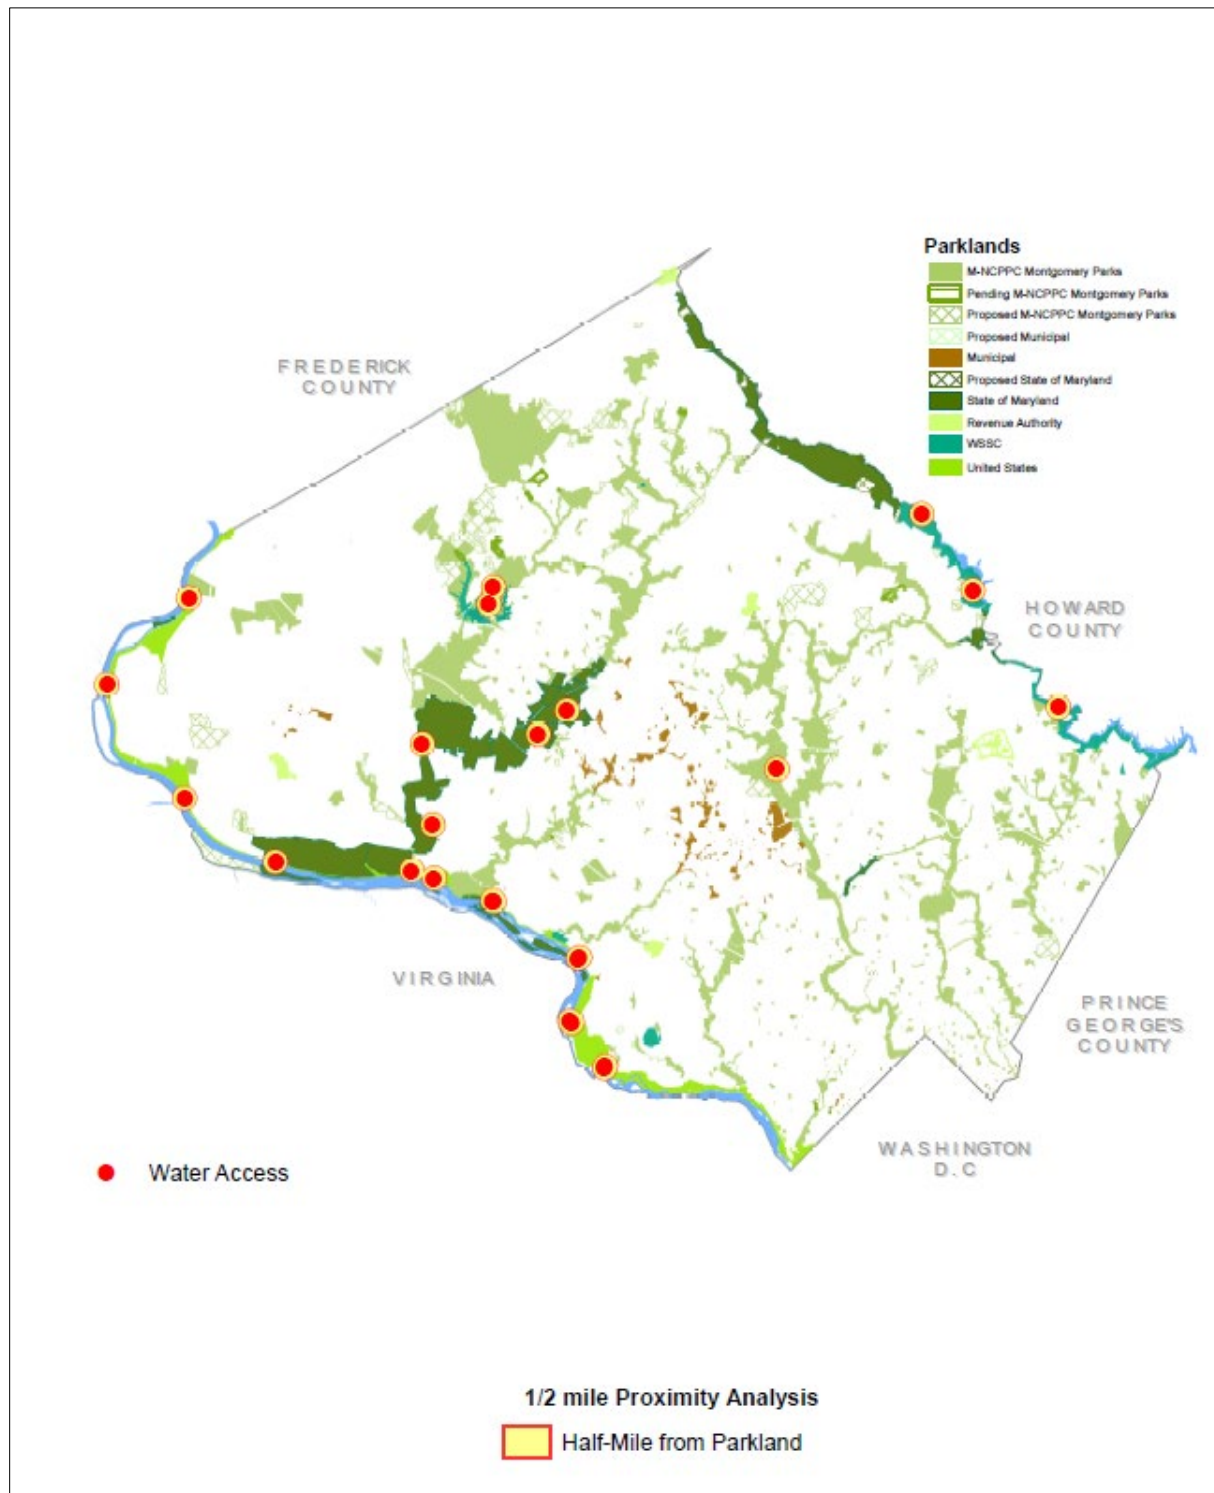 Parklands
M-NCPPC Montgomery Parks
Pending M-NCPPC Montgomery Parks
Proposed M-NCPPC Montgomery Parks
Proposed Municipal
Municipal
Proposed State of Maryland
State of Maryland
Revenue Authority
WSSC
United States
FREDERICK
COUNTY
HOWARD
COUNTY
VIRGINIA
PRINCE
GEORGE'S
COUNTY
WASHINGTON
D.C
Water Access
1/2 mile Proximity Analysis
Half-Mile from Parkland